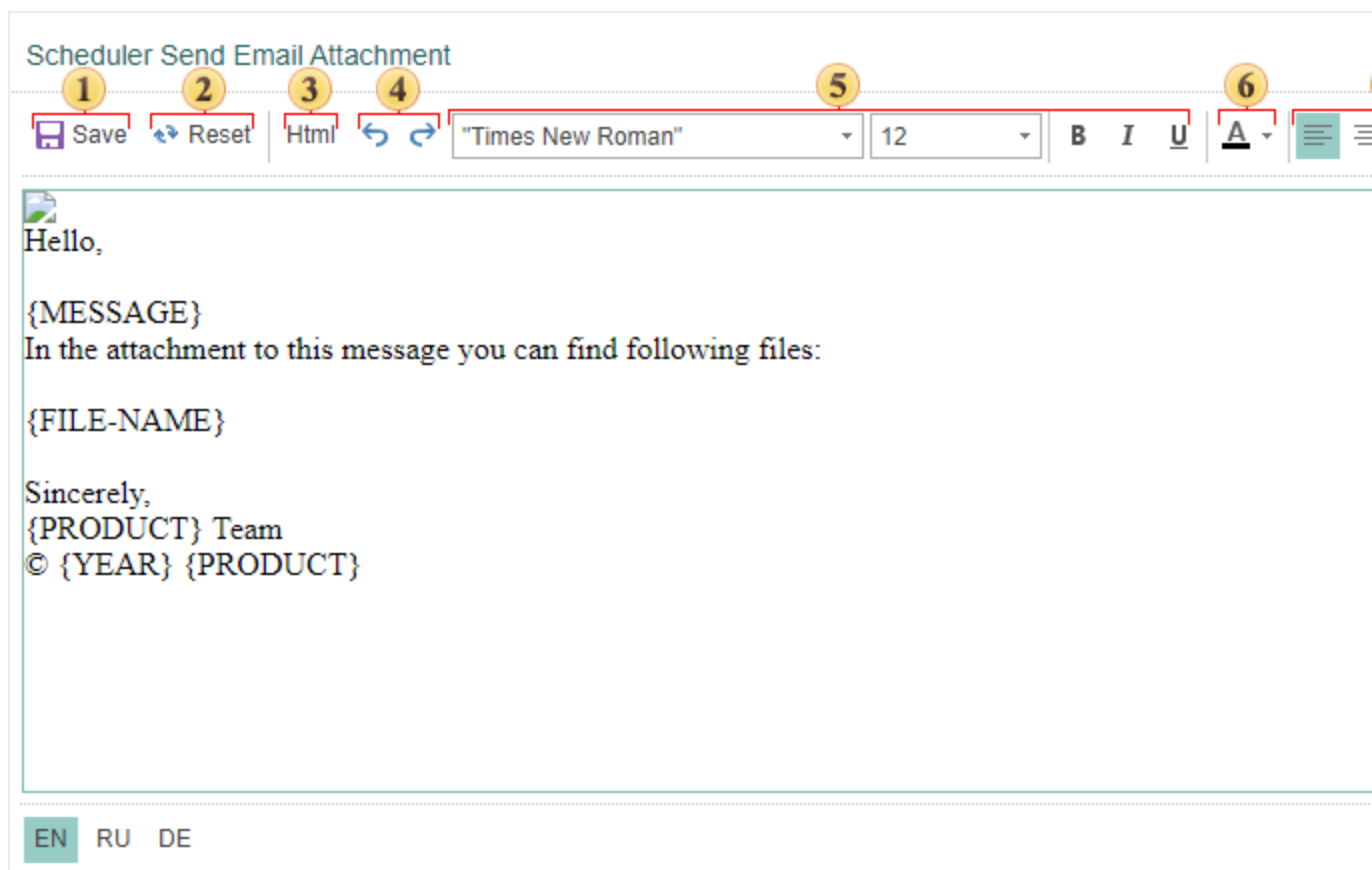 Scheduler Send Email Attachment
1 2 3 4 5 6
Save Reset Html "Times New Roman" 12 B I U A
Hello,
{MESSAGE}
In the attachment to this message you can find following files:
{FILE-NAME}
Sincerely,
{PRODUCT} Team
© {YEAR} {PRODUCT}
EN RU DE